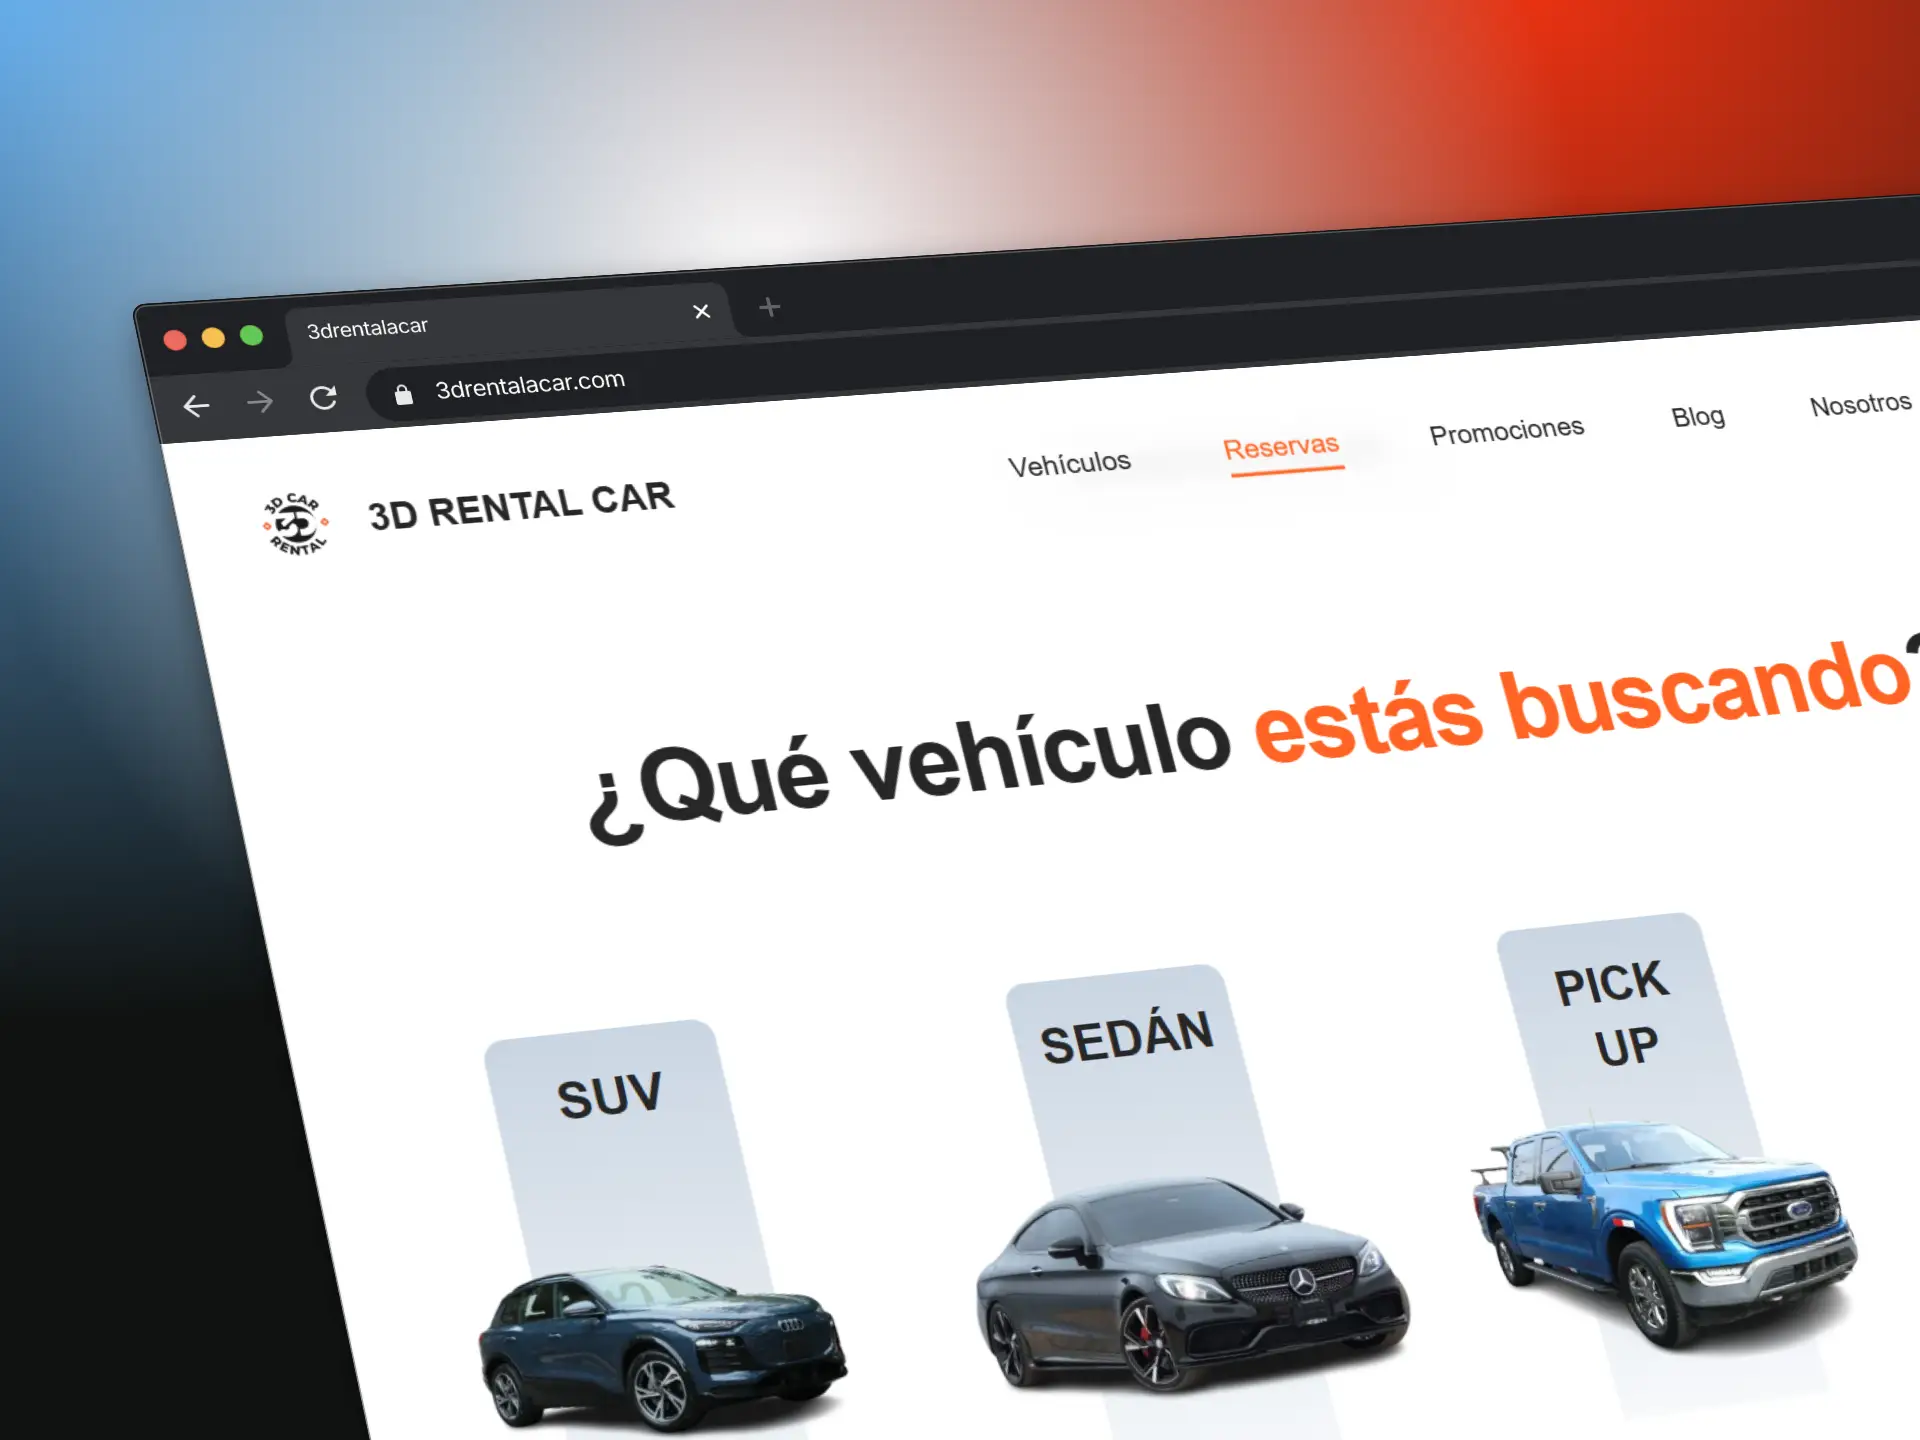 3drentalacar
3drentalacar.com
3D CAR
RENTAL
3D RENTAL CAR
Vehículos
Reservas
Promociones
Blog
Nosotros
¿Qué vehículo estás buscando?
SUV
SEDÁN
PICK
UP
Ford